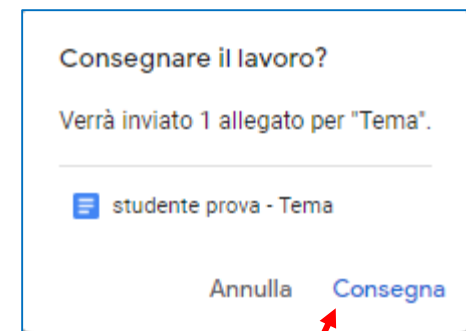 Consegnare il lavoro?
Verrà inviato 1 allegato per "Tema".
studente prova - Tema
Annulla Consegna